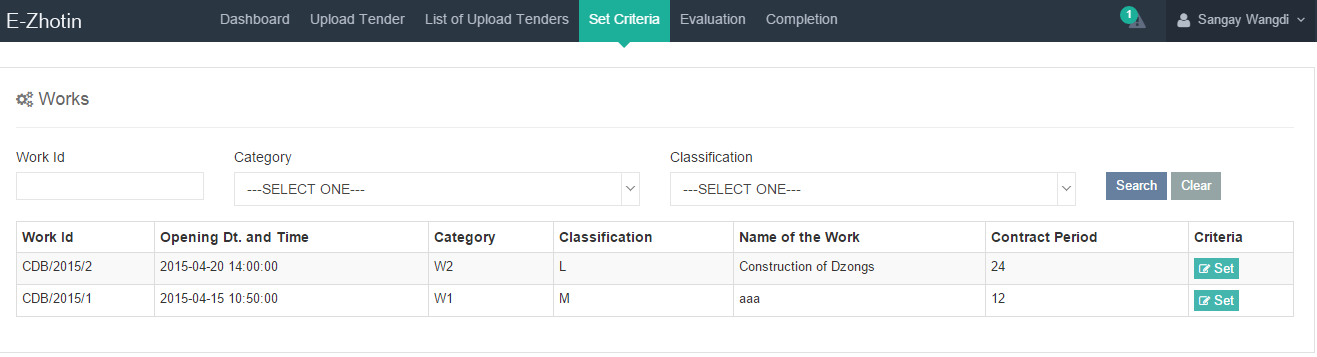 E-Zhotin Dashboard Upload Tender List of Upload Tenders Set Criteria Evaluation Completion 1 Sangay Wangdi
Works
Work Id Category Classification
---SELECT ONE--- ---SELECT ONE--- Search Clear
Work Id Opening Dt. and Time Category Classification Name of the Work Contract Period Criteria
CDB/2015/2 2015-04-20 14:00:00 W2 L Construction of Dzongs 24 Set
CDB/2015/1 2015-04-15 10:50:00 W1 M aaa 12 Set